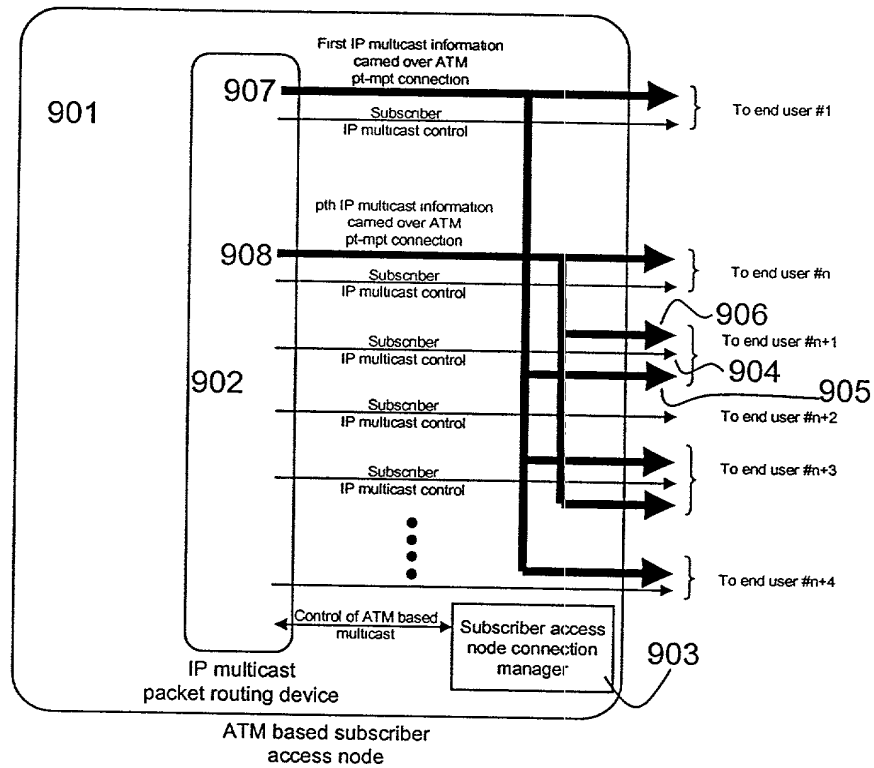 First IP multicast information
carried over ATM
pt-mpt connection
907
901
Subscriber
IP multicast control
To end user #1
pth IP multicast information
carried over ATM
pt-mpt connection
908
Subscriber
IP multicast control
To end user #n
906
To end user #n+1
Subscriber
IP multicast control
904
902
905
Subscriber
IP multicast control
To end user #n+2
Subscriber
IP multicast control
To end user #n+3
To end user #n+4
Control of ATM based
multicast
Subscriber access
node connection
manager
903
IP multicast
packet routing device
ATM based subscriber
access node